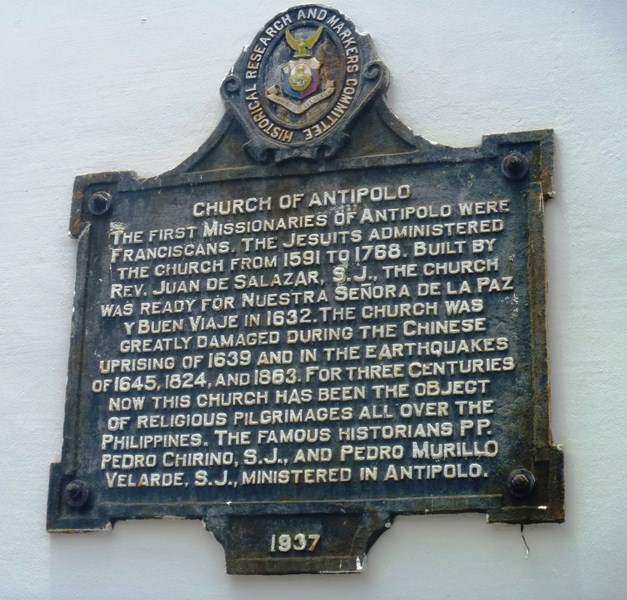 HISTORICAL RESEARCH AND MARKERS COMMITTEE
CHURCH OF ANTIPOLO
THE FIRST MISSIONARIES OF ANTIPOLO WERE
FRANCISCANS. THE JESUITS ADMINISTERED
THE CHURCH FROM 1591 TO 1768. BUILT BY
REV. JUAN DE SALAZAR, S.J., THE CHURCH
WAS READY FOR NUESTRA SEÑORA DE LA PAZ
Y BUEN VIAJE IN 1632. THE CHURCH WAS
GREATLY DAMAGED DURING THE CHINESE
UPRISING OF 1639 AND IN THE EARTHQUAKES
OF 1645, 1824, AND 1863. FOR THREE CENTURIES
NOW THIS CHURCH HAS BEEN THE OBJECT
OF RELIGIOUS PILGRIMAGES ALL OVER THE
PHILIPPINES. THE FAMOUS HISTORIANS PP.
PEDRO CHIRINO, S.J., AND PEDRO MURILLO
VELARDE, S.J., MINISTERED IN ANTIPOLO.
1937